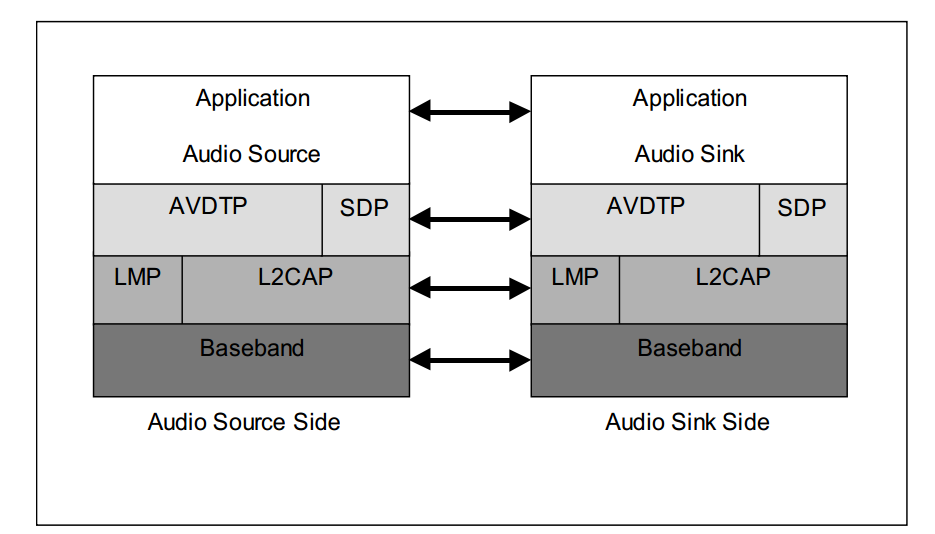 Application
Audio Source
AVDTP
SDP
LMP
L2CAP
Baseband
Audio Source Side
Application
Audio Sink
AVDTP
SDP
LMP
L2CAP
Baseband
Audio Sink Side